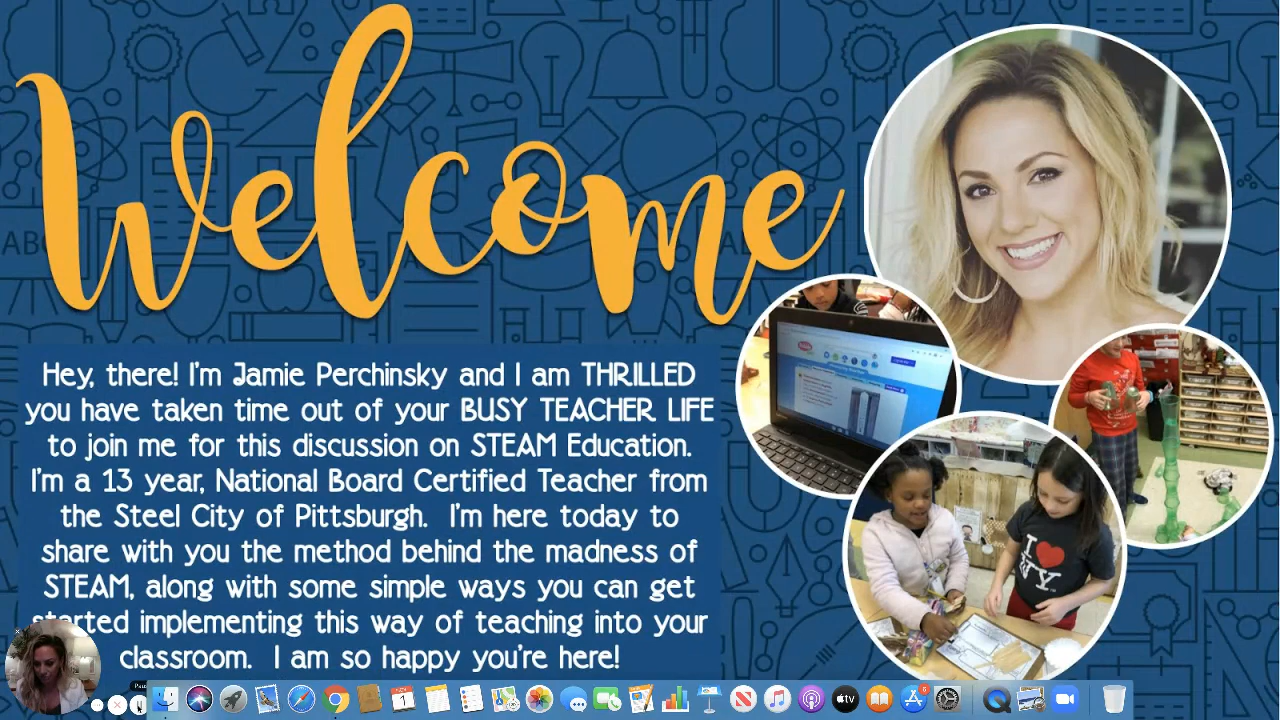 Welcome
Hey, there! I'm Jamie Perchinsky and I am THRILLED
you have taken time out of your BUSY TEACHER LIFE
to join me for this discussion on STEAM Education.
I'm a 13 year, National Board Certified Teacher from
the Steel City of Pittsburgh. I'm here today to
share with you the method behind the madness of
STEAM, along with some simple ways you can get
started implementing this way of teaching into your
classroom. I am so happy you're here!
I ♥
NY
1
tv